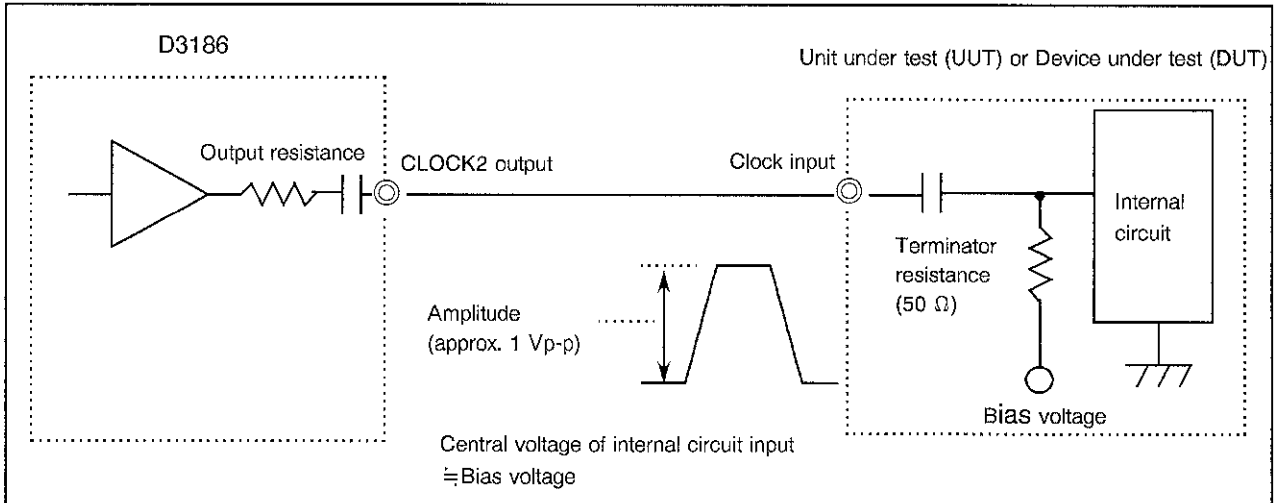 D3186
Unit under test (UUT) or Device under test (DUT)
Output resistance
CLOCK2 output
Clock input
Internal
circuit
Terminator
resistance
(50 Ω)
Amplitude
(approx. 1 Vp-p)
Bias voltage
Central voltage of internal circuit input
≒Bias voltage